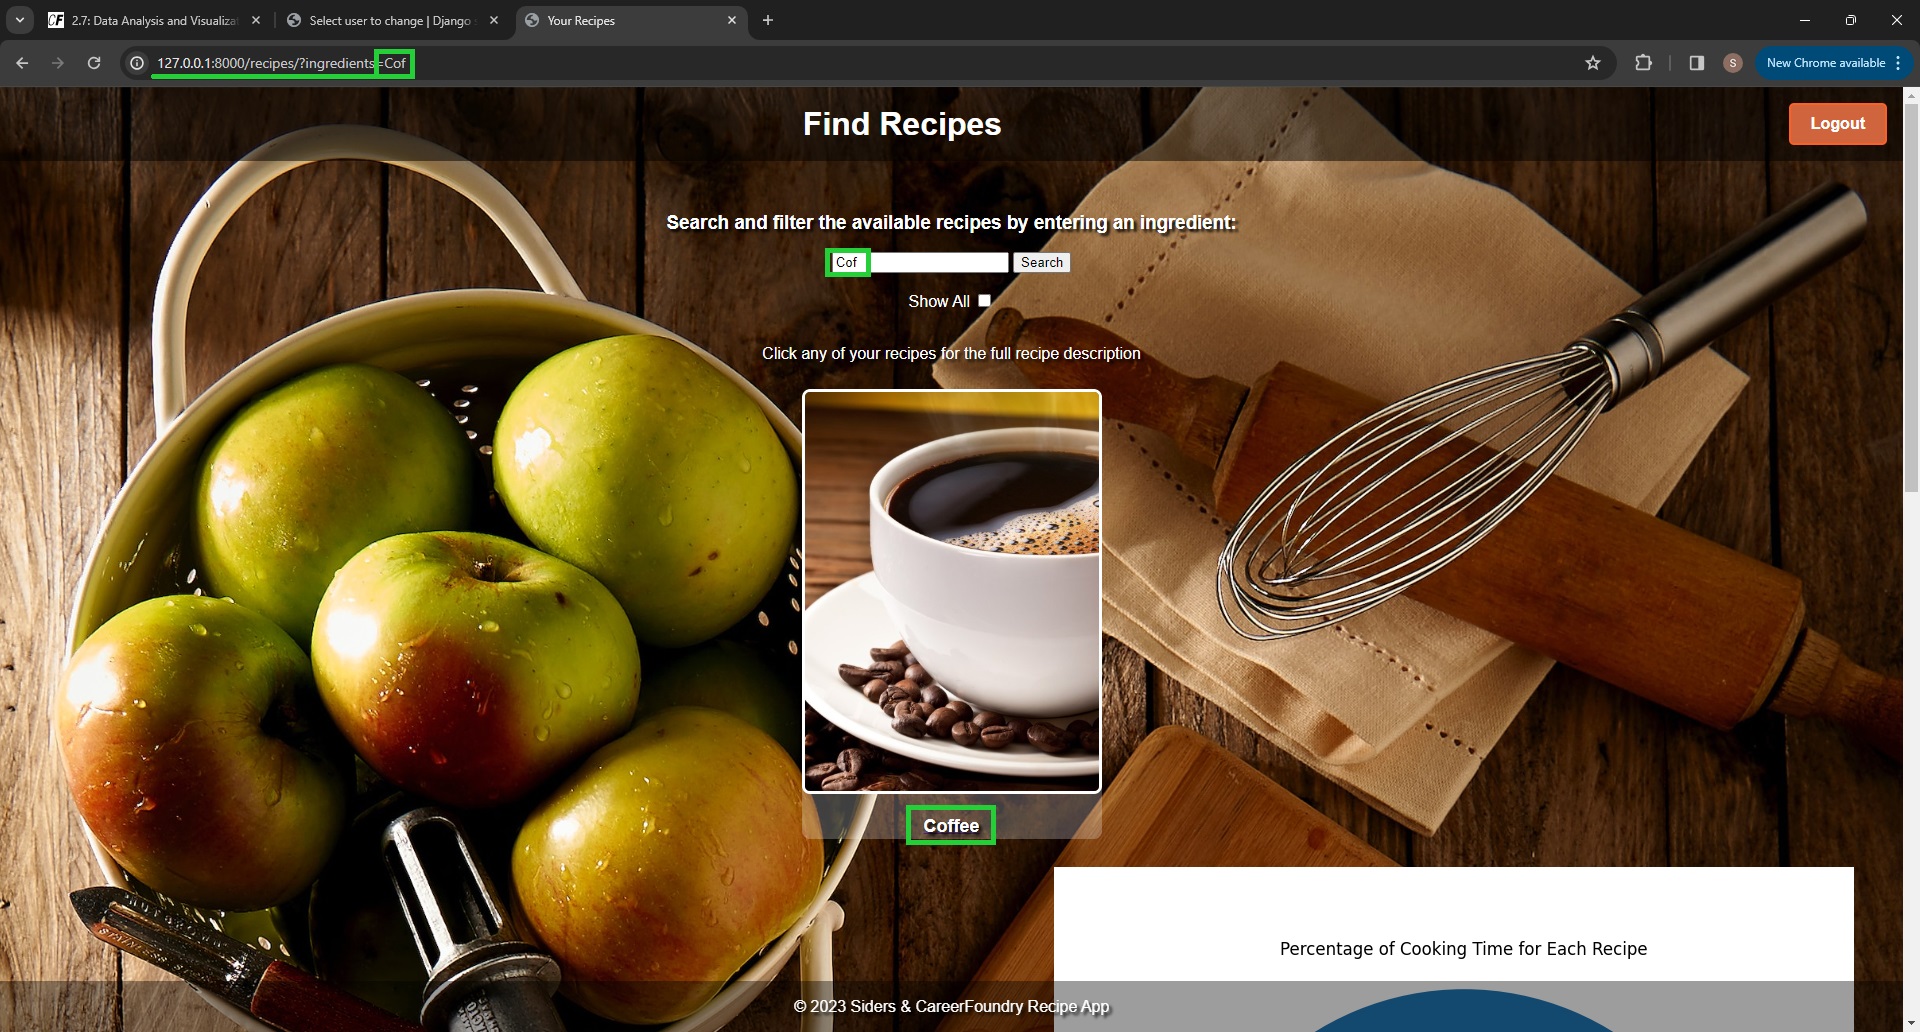 2.7: Data Analysis and Visualiza
Select user to change | Django
Your Recipes
127.0.0.1:8000/recipes/?ingredients=Cof
S
New Chrome available
Find Recipes
Logout
Search and filter the available recipes by entering an ingredient:
Cof
Search
Show All
Click any of your recipes for the full recipe description
Coffee
Percentage of Cooking Time for Each Recipe
© 2023 Siders & CareerFoundry Recipe App